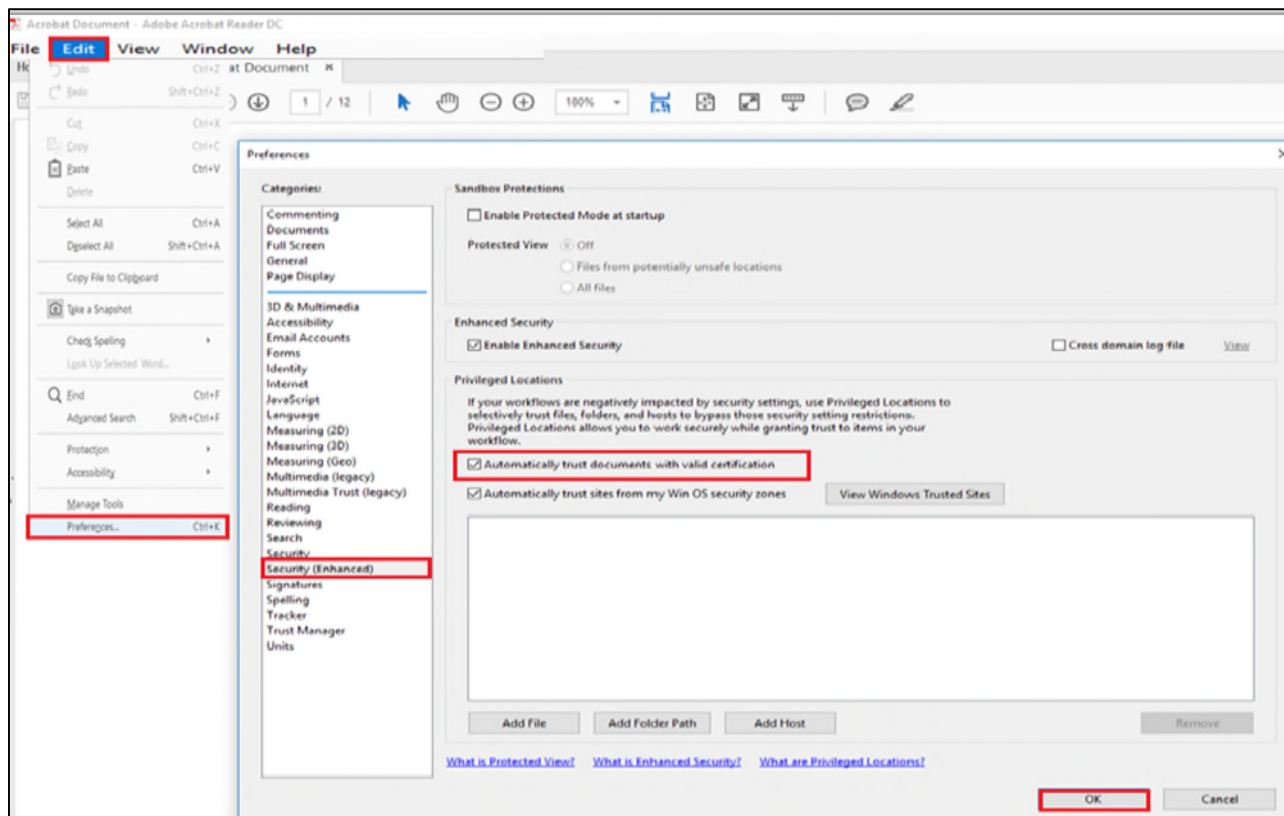 Acrobat Document - Adobe Acrobat Reader DC
File Edit View Window Help
Ho
at Document ×
Undo Ctrl+Z
Redo Shift+Ctrl+Z
Cut Ctrl+X
Copy Ctrl+C
Paste Ctrl+V
Delete
Select All Ctrl+A
Deselect All Shift+Ctrl+A
Copy File to Clipboard
Take a Snapshot
Check Spelling
Look Up Selected Word...
Find Ctrl+F
Advanced Search Shift+Ctrl+F
Protection
Accessibility
Manage Tools
Preferences... Ctrl+K
1 / 12
100%
Preferences
Categories:
Commenting
Documents
Full Screen
General
Page Display
3D & Multimedia
Accessibility
Email Accounts
Forms
Identity
Internet
JavaScript
Language
Measuring (2D)
Measuring (3D)
Measuring (Geo)
Multimedia (legacy)
Multimedia Trust (legacy)
Reading
Reviewing
Search
Security
Security (Enhanced)
Signatures
Spelling
Tracker
Trust Manager
Units
Sandbox Protections
Enable Protected Mode at startup
Protected View Off
Files from potentially unsafe locations
All files
Enhanced Security
Enable Enhanced Security Cross domain log file View
Privileged Locations
If your workflows are negatively impacted by security settings, use Privileged Locations to
selectively trust files, folders, and hosts to bypass those security setting restrictions.
Privileged Locations allows you to work securely while granting trust to items in your
workflow.
Automatically trust documents with valid certification
Automatically trust sites from my Win OS security zones View Windows Trusted Sites
Add File Add Folder Path Add Host Remove
What is Protected View? What is Enhanced Security? What are Privileged Locations?
OK Cancel